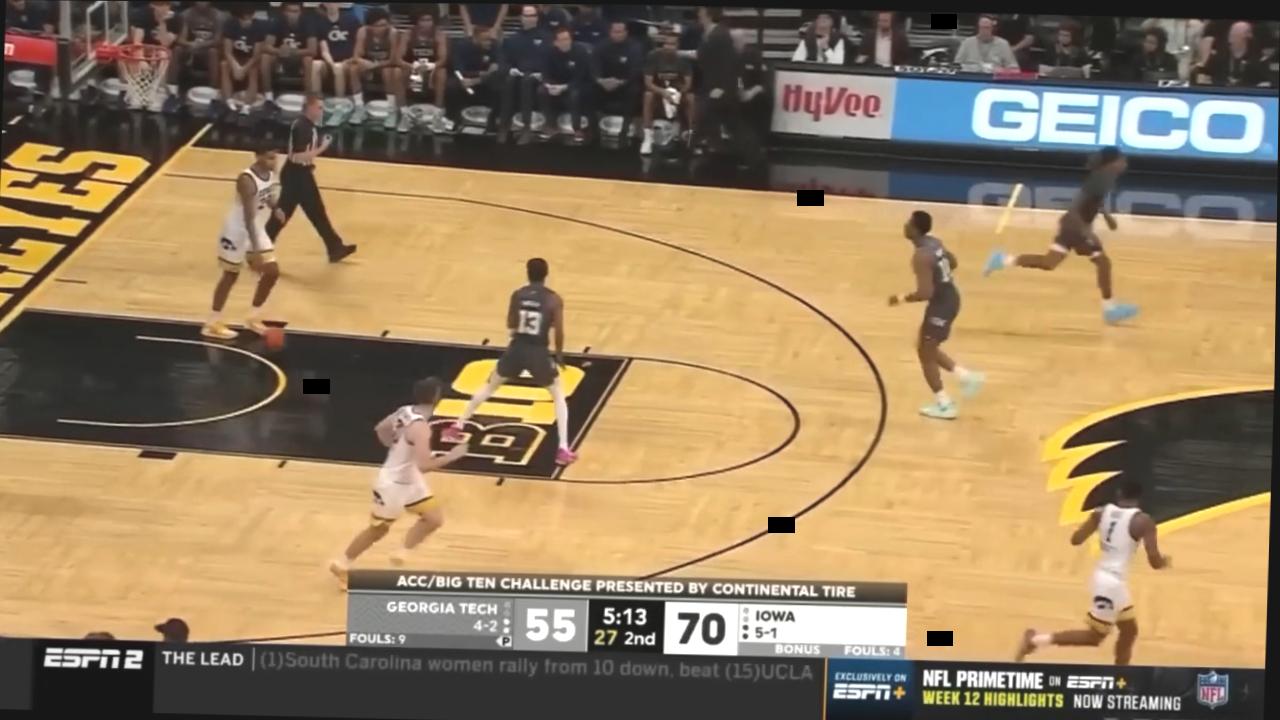 HyVee
GEICO
GEICO
13
1
BIG
ACC/BIG TEN CHALLENGE PRESENTED BY CONTINENTAL TIRE
GEORGIA TECH
4-2
FOULS: 9
P
55
5:13
27 2nd
70
IOWA
5-1
BONUS FOULS: 4
ESPN2
THE LEAD
(1)South Carolina women rally from 10 down, beat (15)UCLA
EXCLUSIVELY ON
ESPN+
NFL PRIMETIME ON ESPN+
WEEK 12 HIGHLIGHTS NOW STREAMING
NFL